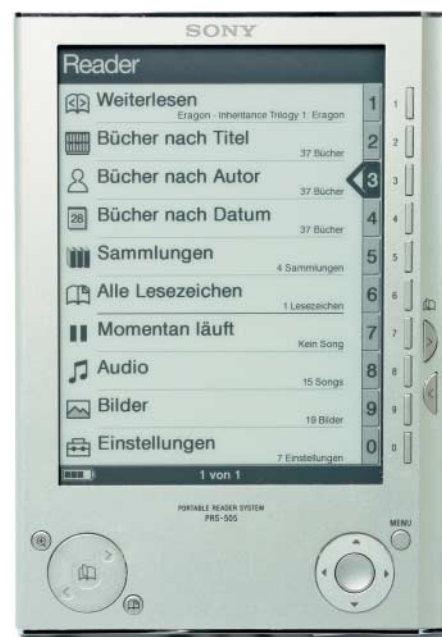 SONY
Reader
Weiterlesen 1 1
Eragon - Inheritance Trilogy 1: Eragon
Bücher nach Titel 2 2
37 Bücher
Bücher nach Autor 3 3
37 Bücher
28 Bücher nach Datum 4 4
37 Bücher
Sammlungen 5 5
4 Sammlungen
Alle Lesezeichen 6 6
1 Lesezeichen
Momentan läuft 7 7
Kein Song
Audio 8 8
15 Songs
Bilder 9 9
19 Bilder
Einstellungen 0 0
7 Einstellungen
1 von 1
PORTABLE READER SYSTEM
PRS-505
MENU